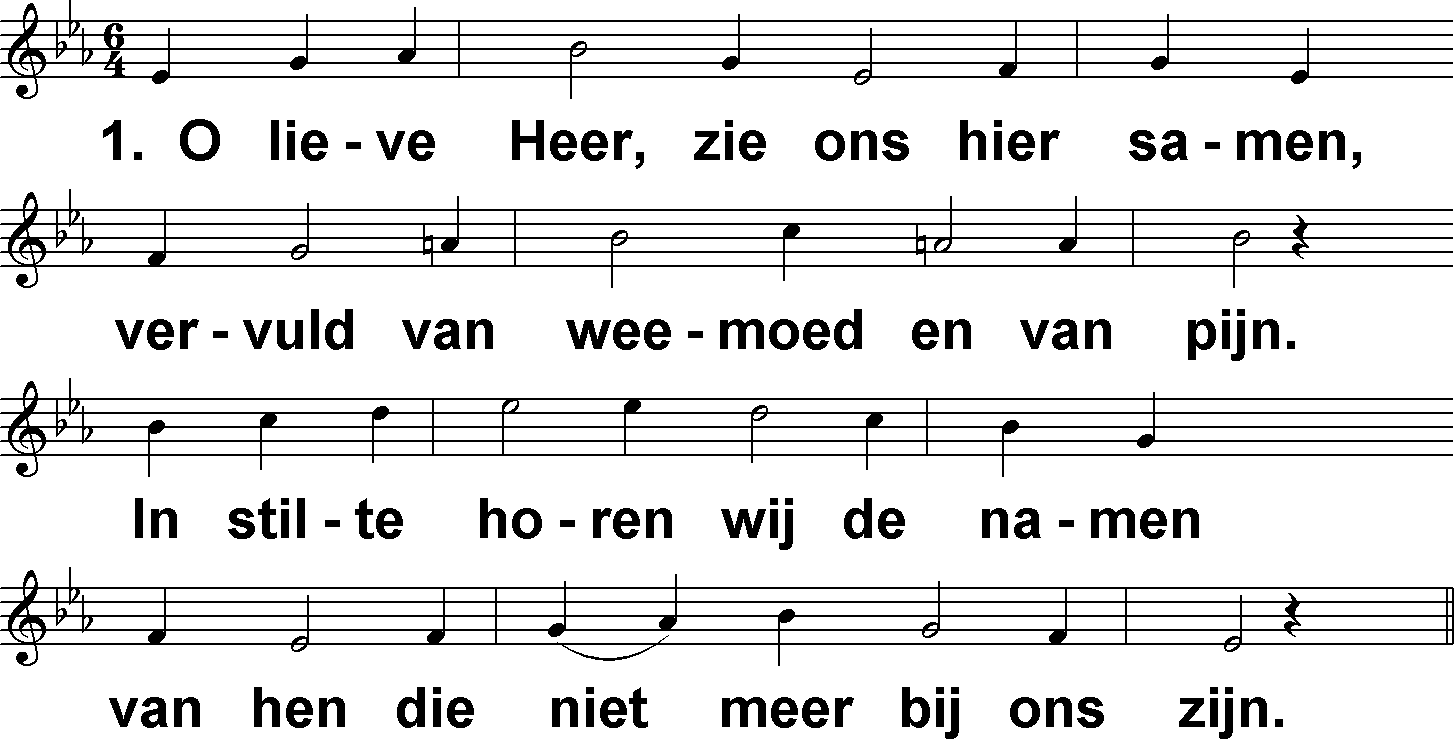 1. O lie - ve Heer, zie ons hier sa - men,
ver - vuld van wee - moed en van pijn.
In stil - te ho - ren wij de na - men
van hen die niet meer bij ons zijn.